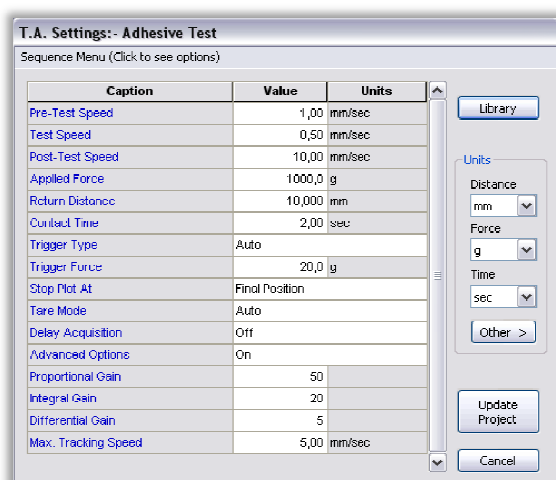 T.A. Settings:- Adhesive Test
Sequence Menu (Click to see options)
Caption Value Units
Pre-Test Speed 1,00 mm/sec
Test Speed 0,50 mm/sec
Post-Test Speed 10,00 mm/sec
Applied Force 1000,0 g
Return Distance 10,000 mm
Contact Time 2,00 sec
Trigger Type Auto
Trigger Force 20,0 g
Stop Plot At Final Position
Tare Mode Auto
Delay Acquisition Off
Advanced Options On
Proportional Gain 50
Integral Gain 20
Differential Gain 5
Max. Tracking Speed 5,00 mm/sec
Library
Units
Distance
mm
Force
g
Time
sec
Other >
Update
Project
Cancel